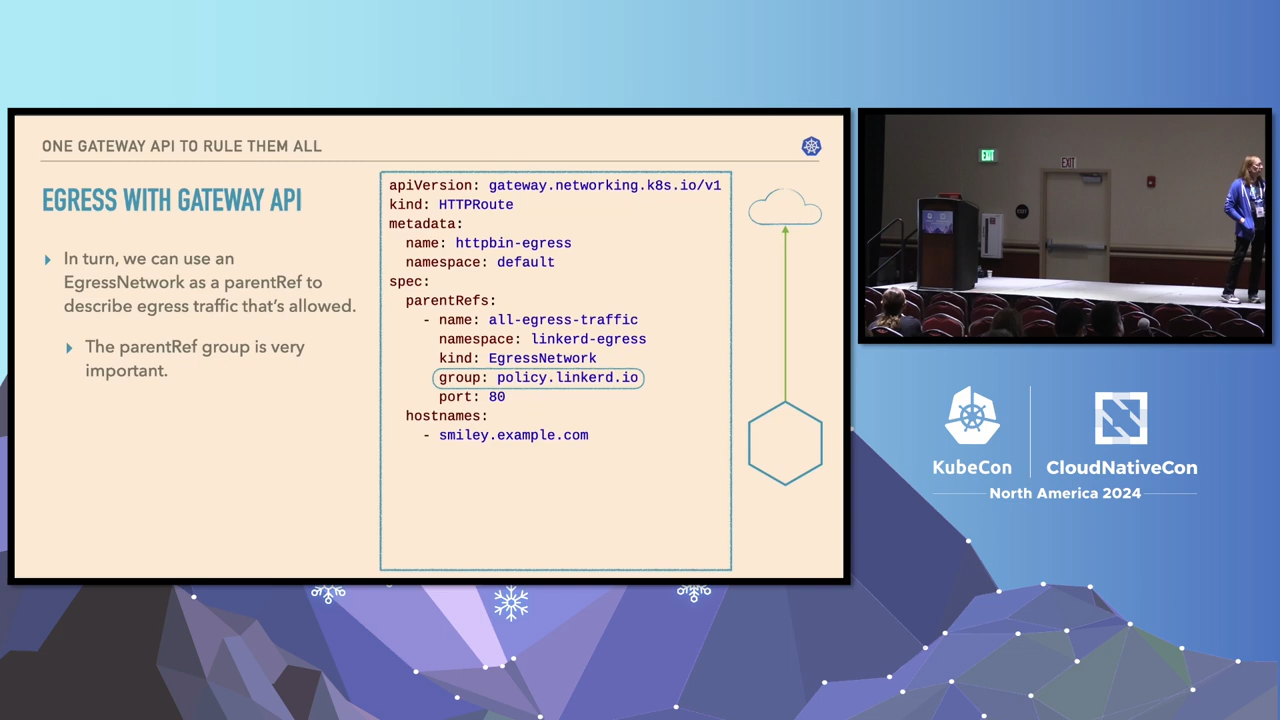 ONE GATEWAY API TO RULE THEM ALL
EGRESS WITH GATEWAY API
In turn, we can use an
EgressNetwork as a parentRef to
describe egress traffic that's allowed.
The parentRef group is very
important.
apiVersion: gateway.networking.k8s.io/v1
kind: HTTPRoute
metadata:
  name: httpbin-egress
  namespace: default
spec:
  parentRefs:
    - name: all-egress-traffic
      namespace: linkerd-egress
      kind: EgressNetwork
      group: policy.linkerd.io
      port: 80
  hostnames:
    - smiley.example.com
EXIT
EXIT
KubeCon
CloudNativeCon
North America 2024